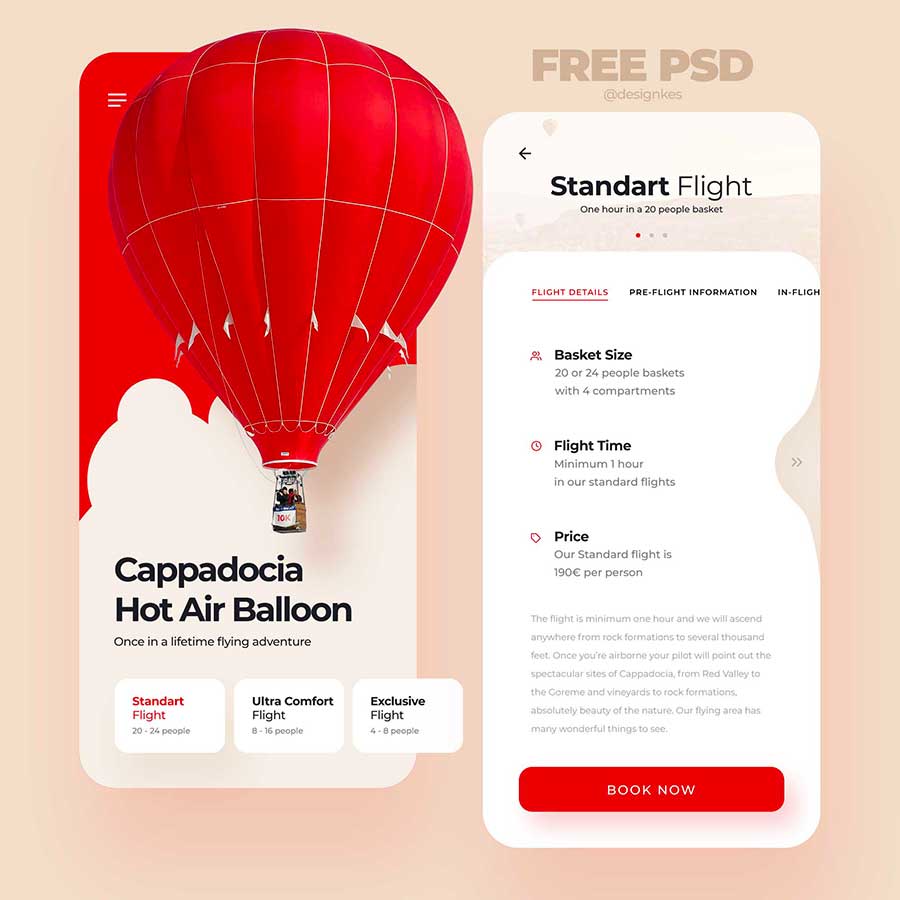 FREE PSD
@designkes
10K
Cappadocia
Hot Air Balloon
Once in a lifetime flying adventure
Standart
Flight
20 - 24 people
Ultra Comfort
Flight
8 - 16 people
Exclusive
Flight
4 - 8 people
Standart Flight
One hour in a 20 people basket
FLIGHT DETAILS PRE-FLIGHT INFORMATION IN-FLIGH
Basket Size
20 or 24 people baskets
with 4 compartments
Flight Time
Minimum 1 hour
in our standard flights
Price
Our Standard flight is
190€ per person
The flight is minimum one hour and we will ascend
anywhere from rock formations to several thousand
feet. Once you're airborne your pilot will point out the
spectacular sites of Cappadocia, from Red Valley to
the Goreme and vineyards to rock formations,
absolutely beauty of the nature. Our flying area has
many wonderful things to see.
BOOK NOW